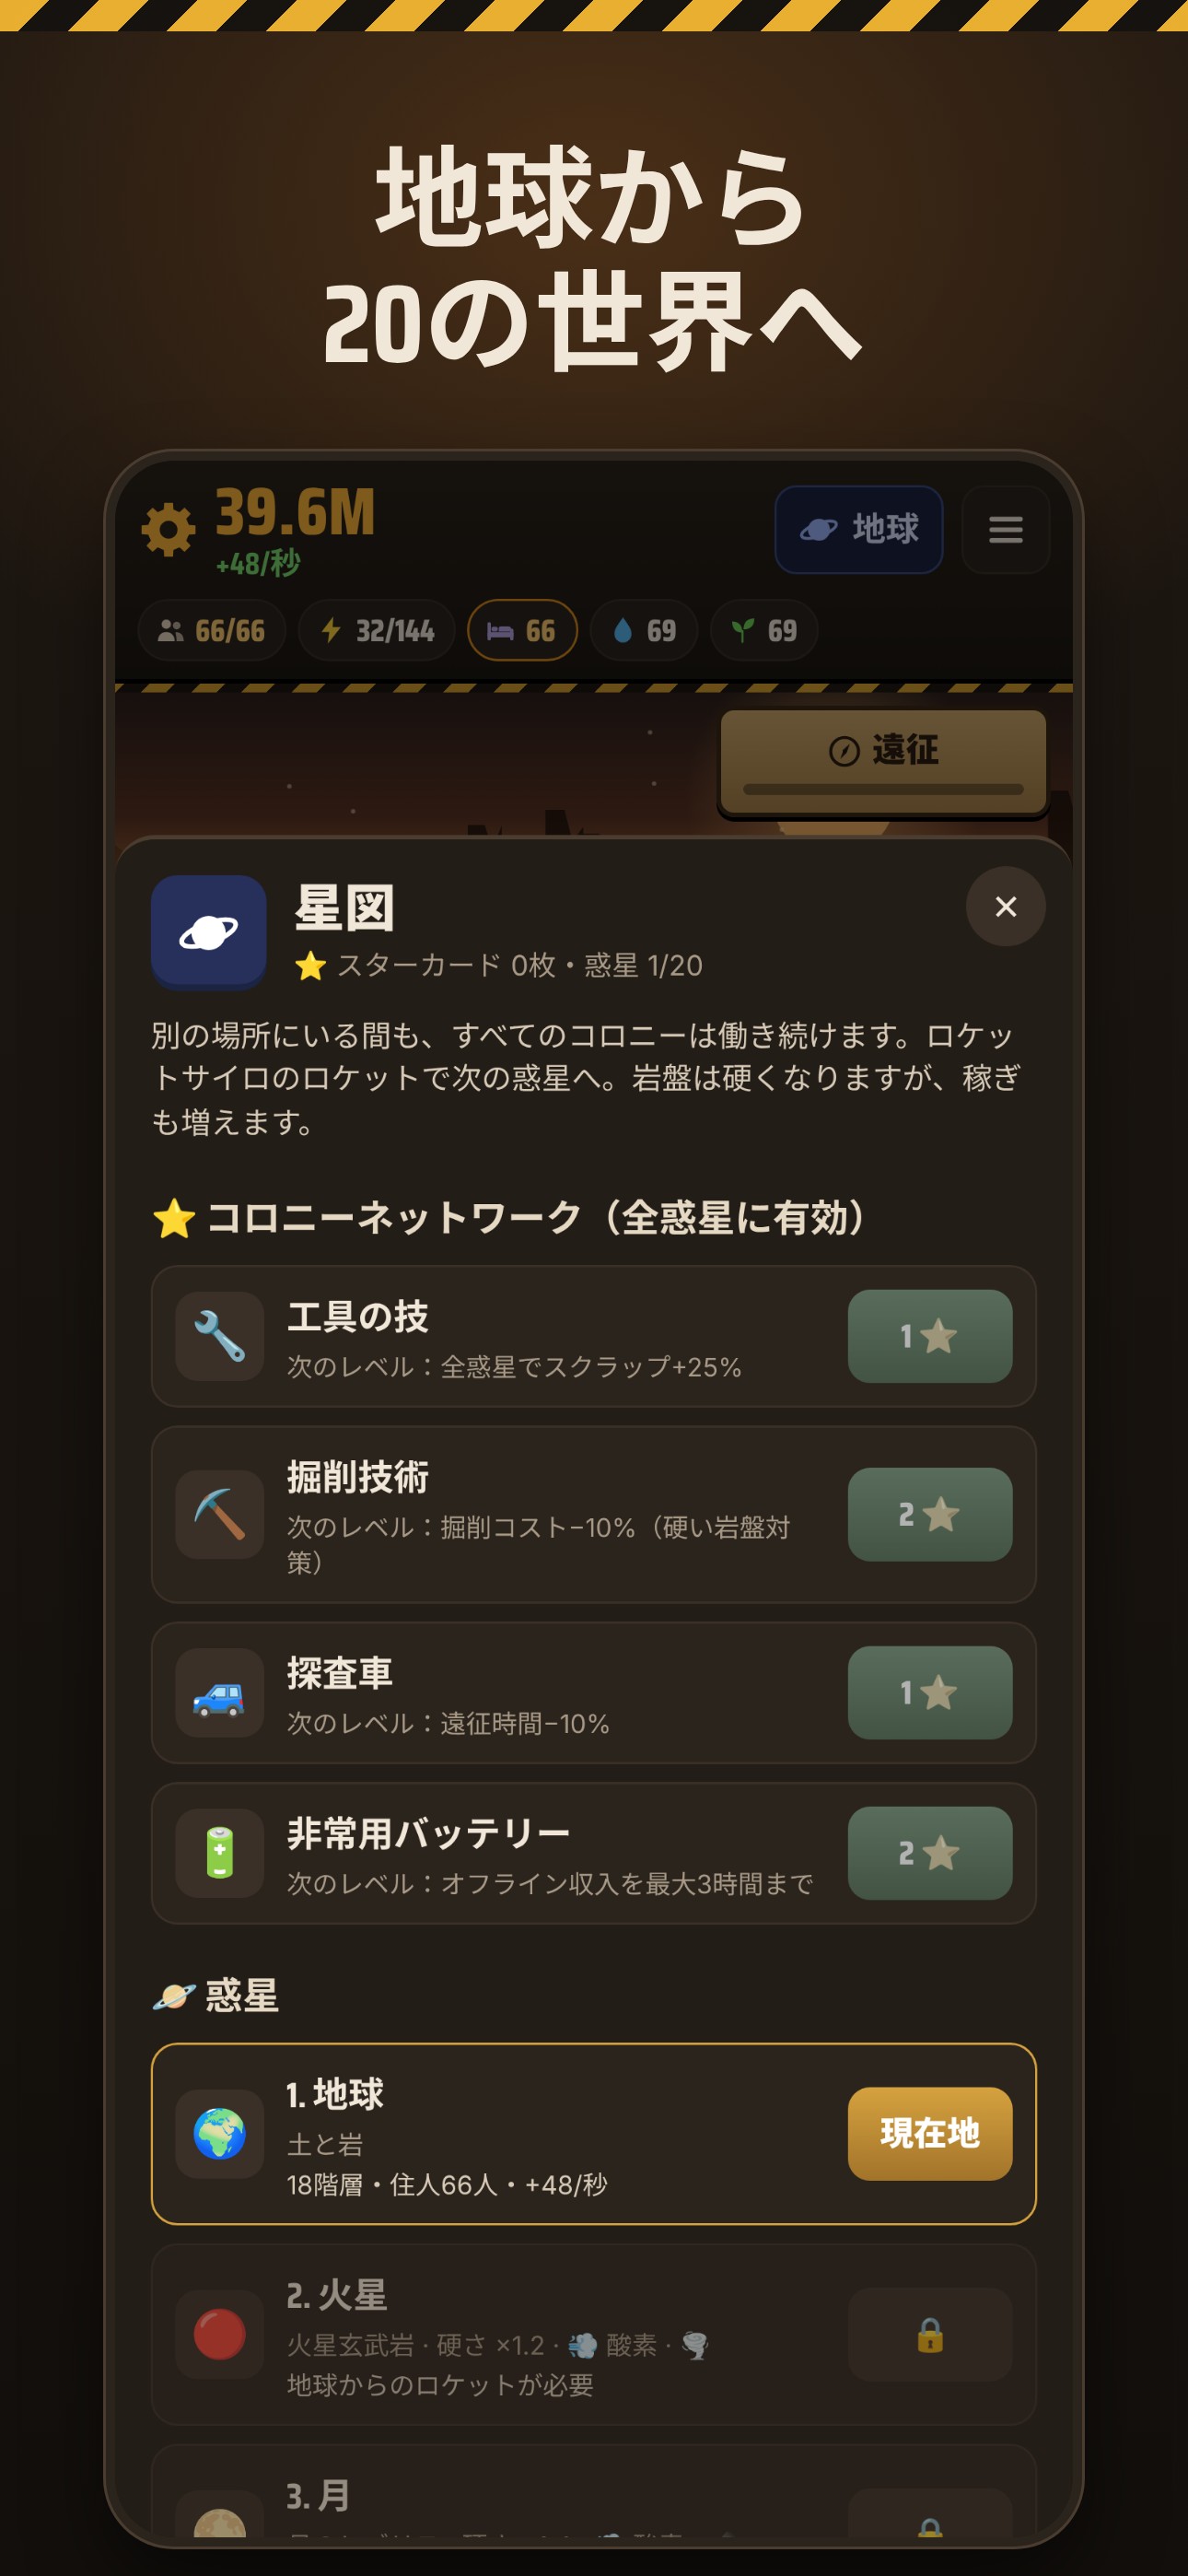 地球から
20の世界へ
39.6M
+48/秒
地球
66/66
32/144
66
69
69
遠征
星図
スターカード 0枚・惑星 1/20
別の場所にいる間も、すべてのコロニーは働き続けます。ロケッ
トサイロのロケットで次の惑星へ。岩盤は硬くなりますが、稼ぎ
も増えます。
コロニーネットワーク（全惑星に有効）
工具の技
次のレベル：全惑星でスクラップ+25%
1
掘削技術
次のレベル：掘削コスト−10%（硬い岩盤対
策）
2
探査車
次のレベル：遠征時間−10%
1
非常用バッテリー
次のレベル：オフライン収入を最大3時間まで
2
惑星
1. 地球
土と岩
18階層・住人66人・+48/秒
現在地
2. 火星
火星玄武岩 · 硬さ ×1.2 · 酸素 ·
地球からのロケットが必要
3. 月